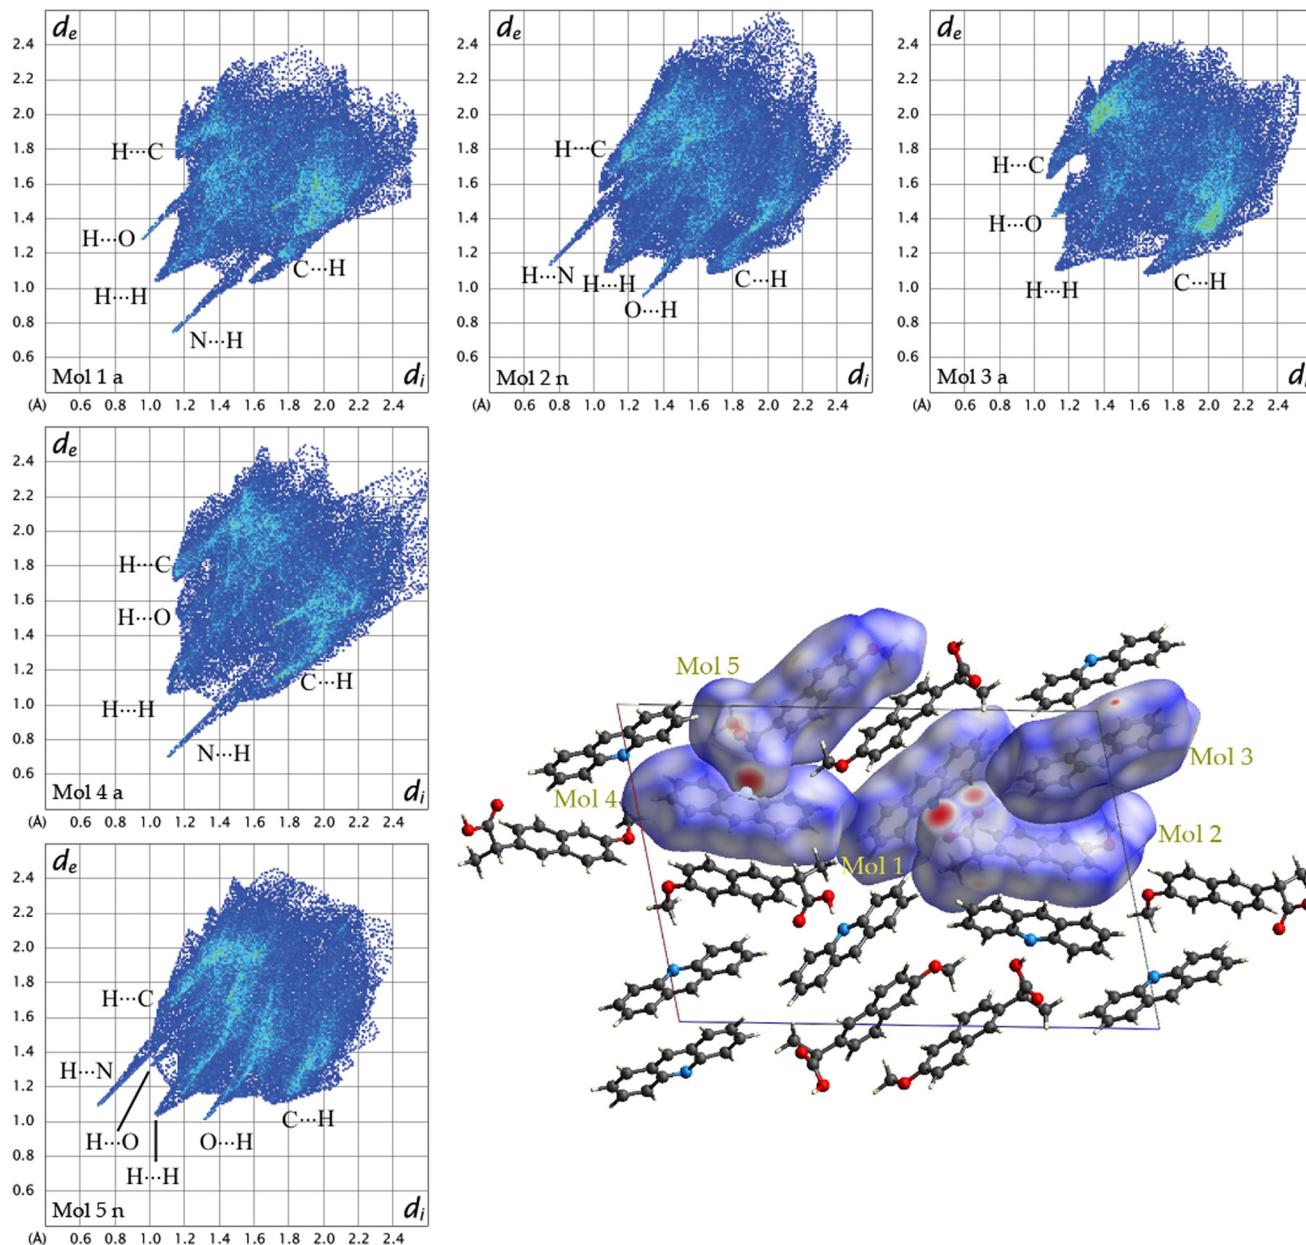 dₑ
2.4
2.2
2.0
1.8
1.6
1.4
1.2
1.0
0.8
0.6
H···C
H···O
H···H
C···H
N···H
Mol 1 a
dᵢ
(Å) 0.6 0.8 1.0 1.2 1.4 1.6 1.8 2.0 2.2 2.4
dₑ
2.4
2.2
2.0
1.8
1.6
1.4
1.2
1.0
0.8
0.6
H···C
H···N
H···H
O···H
C···H
Mol 2 n
dᵢ
(Å) 0.6 0.8 1.0 1.2 1.4 1.6 1.8 2.0 2.2 2.4
dₑ
2.4
2.2
2.0
1.8
1.6
1.4
1.2
1.0
0.8
0.6
H···C
H···O
H···H
C···H
Mol 3 a
dᵢ
(Å) 0.6 0.8 1.0 1.2 1.4 1.6 1.8 2.0 2.2 2.4
dₑ
2.4
2.2
2.0
1.8
1.6
1.4
1.2
1.0
0.8
0.6
H···C
H···O
H···H
C···H
N···H
Mol 4 a
dᵢ
(Å) 0.6 0.8 1.0 1.2 1.4 1.6 1.8 2.0 2.2 2.4
dₑ
2.4
2.2
2.0
1.8
1.6
1.4
1.2
1.0
0.8
0.6
H···C
H···N
H···O
H···H
O···H
C···H
Mol 5 n
dᵢ
(Å) 0.6 0.8 1.0 1.2 1.4 1.6 1.8 2.0 2.2 2.4
Mol 5
Mol 3
Mol 4
Mol 2
Mol 1